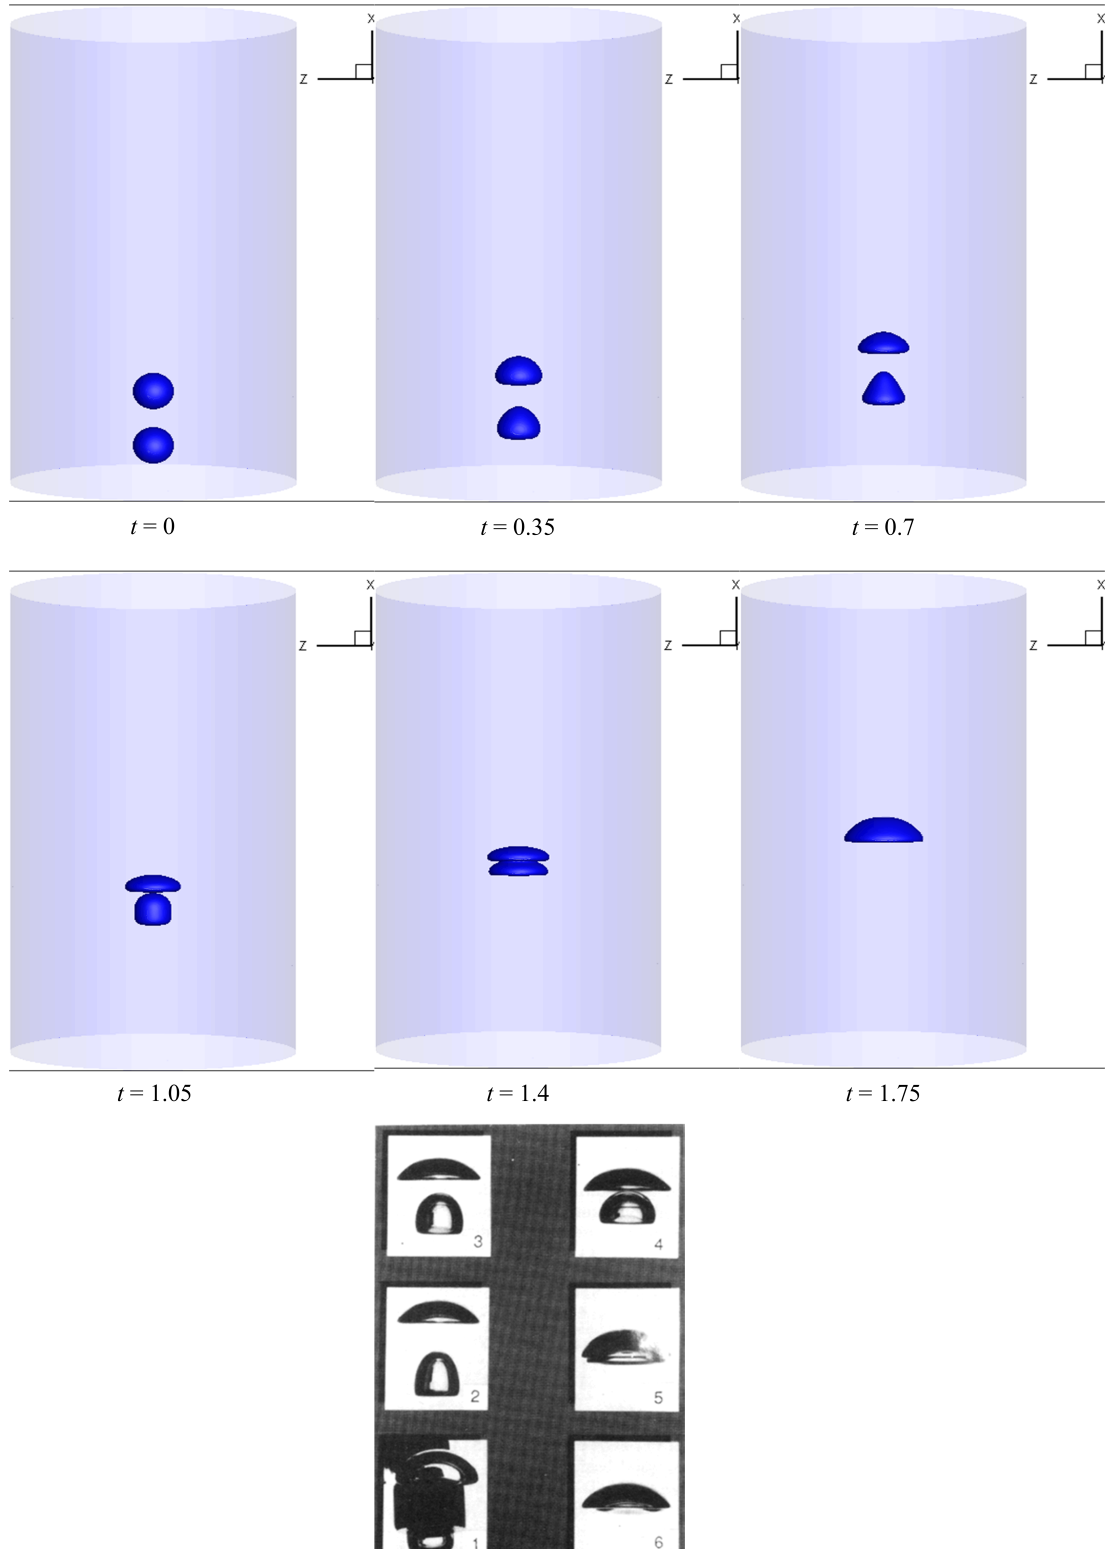 X X X
Z Z Z
t = 0 t = 0.35 t = 0.7
X X X
Z Z Z
t = 1.05 t = 1.4 t = 1.75
3 4
2 5
1 6